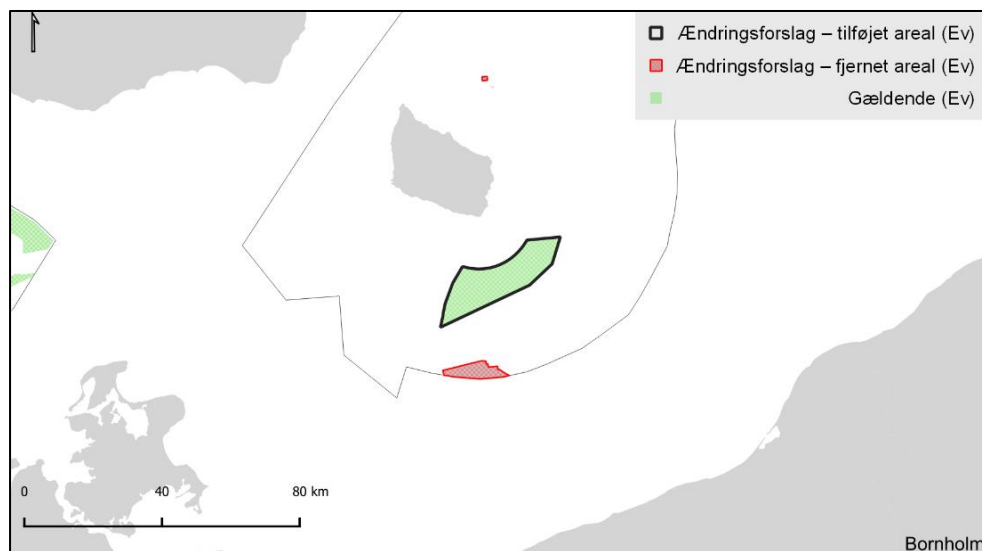 Ændringsforslag – tilføjet areal (Ev)
Ændringsforslag – fjernet areal (Ev)
Gældende (Ev)
0 40 80 km
Bornholm